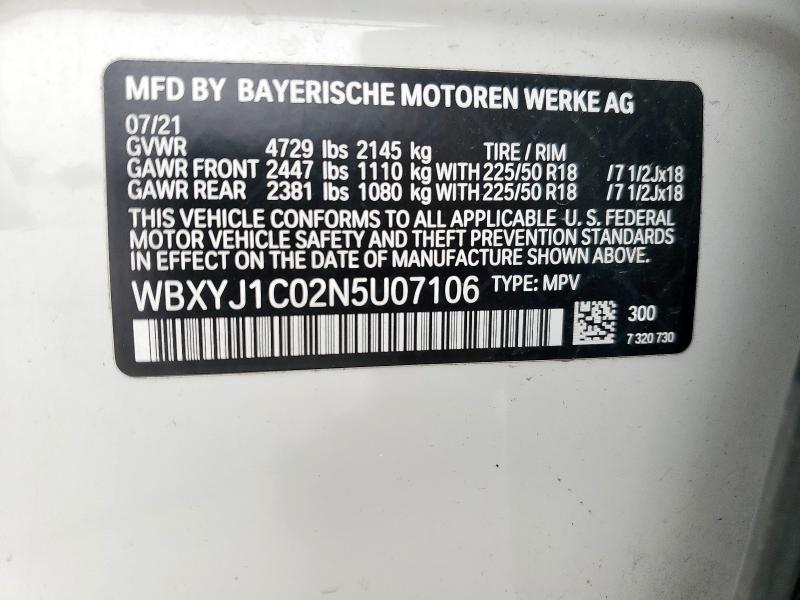 MFD BY BAYERISCHE MOTOREN WERKE AG
07/21
GVWR 4729 lbs 2145 kg TIRE / RIM
GAWR FRONT 2447 lbs 1110 kg WITH 225/50 R18 /7 1/2Jx18
GAWR REAR 2381 lbs 1080 kg WITH 225/50 R18 /7 1/2Jx18
THIS VEHICLE CONFORMS TO ALL APPLICABLE U. S. FEDERAL
MOTOR VEHICLE SAFETY AND THEFT PREVENTION STANDARDS
IN EFFECT ON THE DATE OF MANUFACTURE SHOWN ABOVE.
WBXYJ1C02N5U07106 TYPE: MPV
300
7 320 730